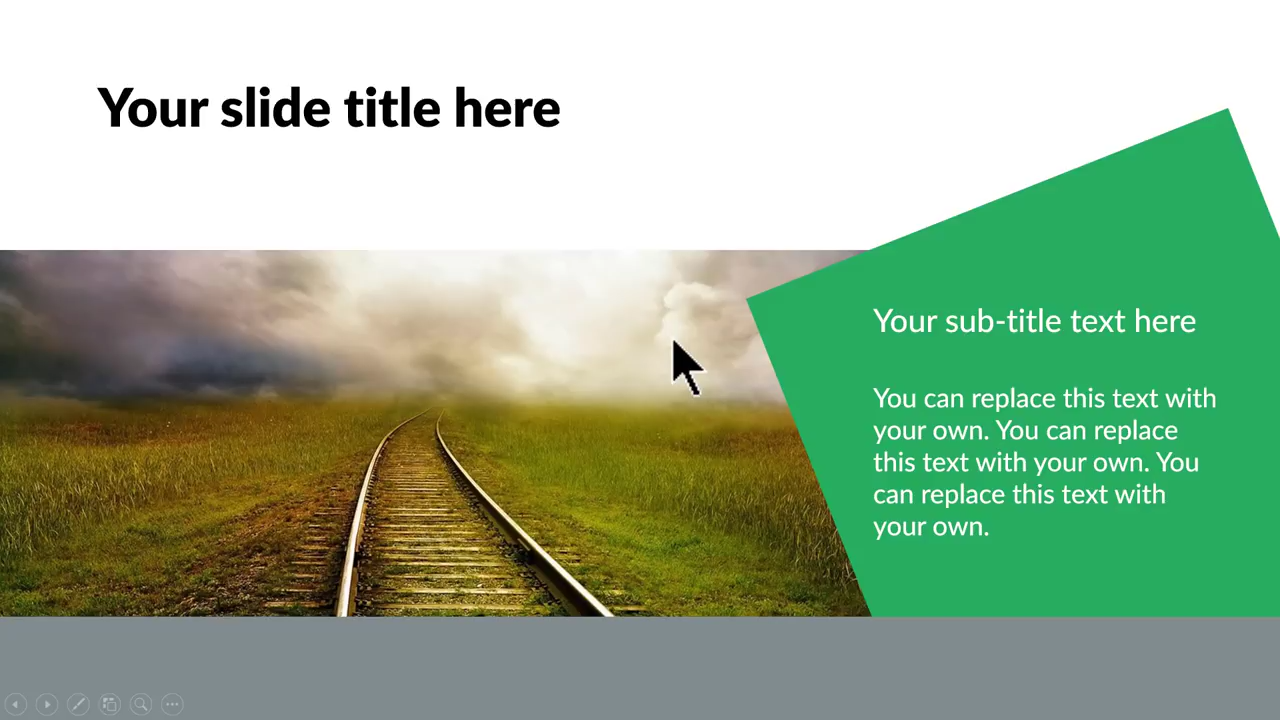 Your slide title here
Your sub-title text here
You can replace this text with
your own. You can replace
this text with your own. You
can replace this text with
your own.